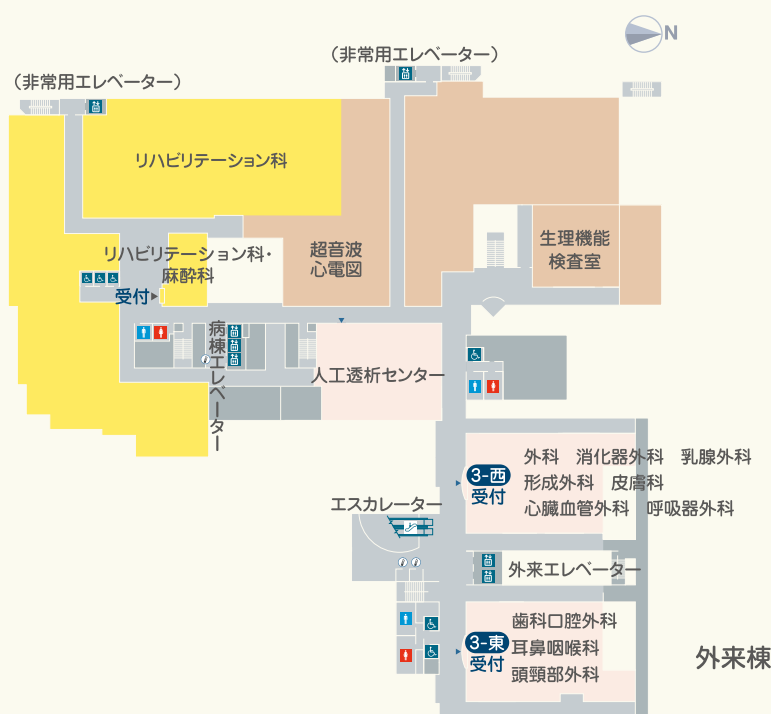 (非常用エレベーター)
N
(非常用エレベーター)
リハビリテーション科
超音波
心電図
生理機能
検査室
リハビリテーション科・
麻酔科
受付
病棟エレベーター
人工透析センター
3-西
受付
外科　消化器外科　乳腺外科
形成外科　皮膚科
心臓血管外科　呼吸器外科
エスカレーター
外来エレベーター
3-東
受付
歯科口腔外科
耳鼻咽喉科
頭頸部外科
外来棟